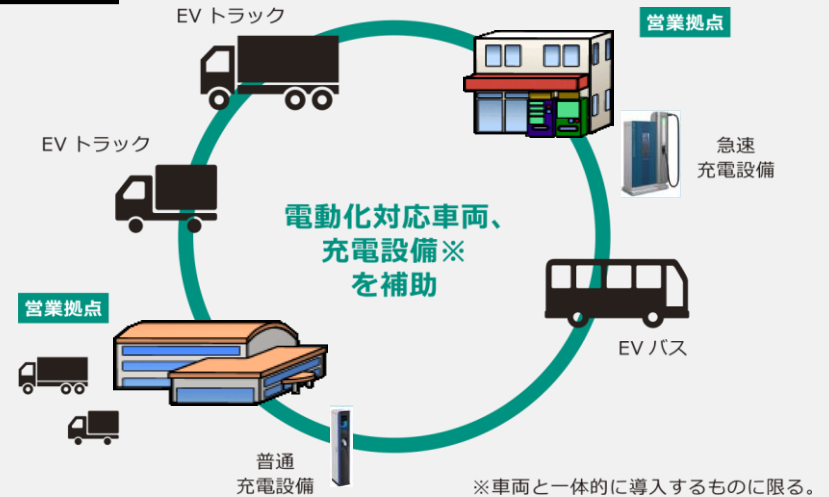 EV トラック
営業拠点
EV トラック
急速
充電設備
電動化対応車両、
充電設備※
を補助
営業拠点
EV バス
普通
充電設備
※車両と一体的に導入するものに限る。